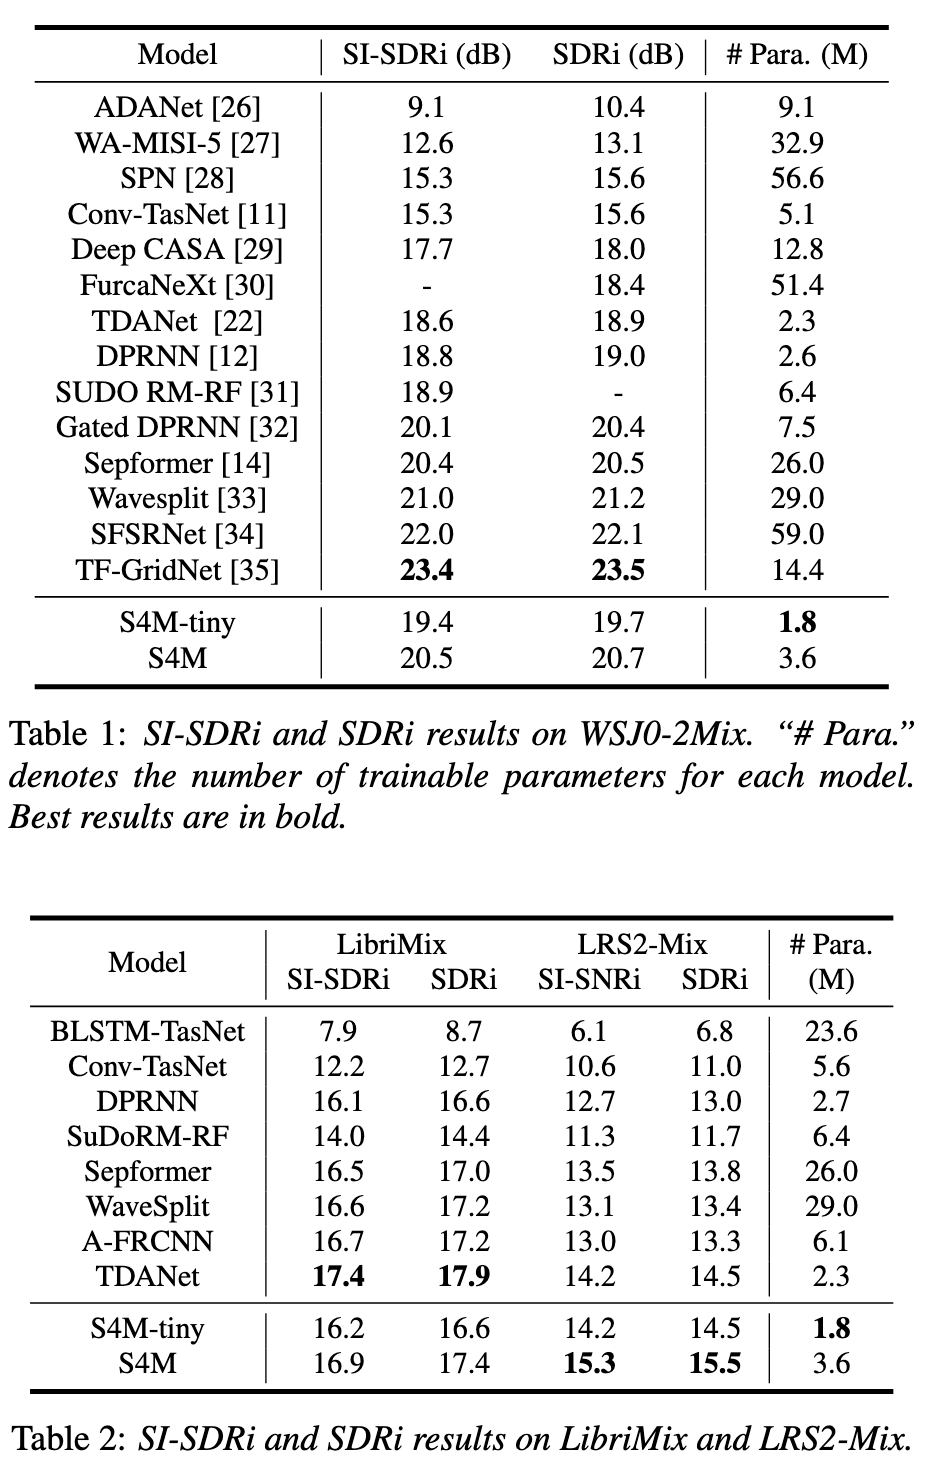 Model SI-SDRi (dB) SDRi (dB) # Para. (M)
ADANet [26] 9.1 10.4 9.1
WA-MISI-5 [27] 12.6 13.1 32.9
SPN [28] 15.3 15.6 56.6
Conv-TasNet [11] 15.3 15.6 5.1
Deep CASA [29] 17.7 18.0 12.8
FurcaNeXt [30] - 18.4 51.4
TDANet [22] 18.6 18.9 2.3
DPRNN [12] 18.8 19.0 2.6
SUDO RM-RF [31] 18.9 - 6.4
Gated DPRNN [32] 20.1 20.4 7.5
Sepformer [14] 20.4 20.5 26.0
Wavesplit [33] 21.0 21.2 29.0
SFSRNet [34] 22.0 22.1 59.0
TF-GridNet [35] 23.4 23.5 14.4
S4M-tiny 19.4 19.7 1.8
S4M 20.5 20.7 3.6
Table 1: SI-SDRi and SDRi results on WSJ0-2Mix. “# Para.”
denotes the number of trainable parameters for each model.
Best results are in bold.
Model LibriMix LRS2-Mix # Para.
SI-SDRi SDRi SI-SNRi SDRi (M)
BLSTM-TasNet 7.9 8.7 6.1 6.8 23.6
Conv-TasNet 12.2 12.7 10.6 11.0 5.6
DPRNN 16.1 16.6 12.7 13.0 2.7
SuDoRM-RF 14.0 14.4 11.3 11.7 6.4
Sepformer 16.5 17.0 13.5 13.8 26.0
WaveSplit 16.6 17.2 13.1 13.4 29.0
A-FRCNN 16.7 17.2 13.0 13.3 6.1
TDANet 17.4 17.9 14.2 14.5 2.3
S4M-tiny 16.2 16.6 14.2 14.5 1.8
S4M 16.9 17.4 15.3 15.5 3.6
Table 2: SI-SDRi and SDRi results on LibriMix and LRS2-Mix.